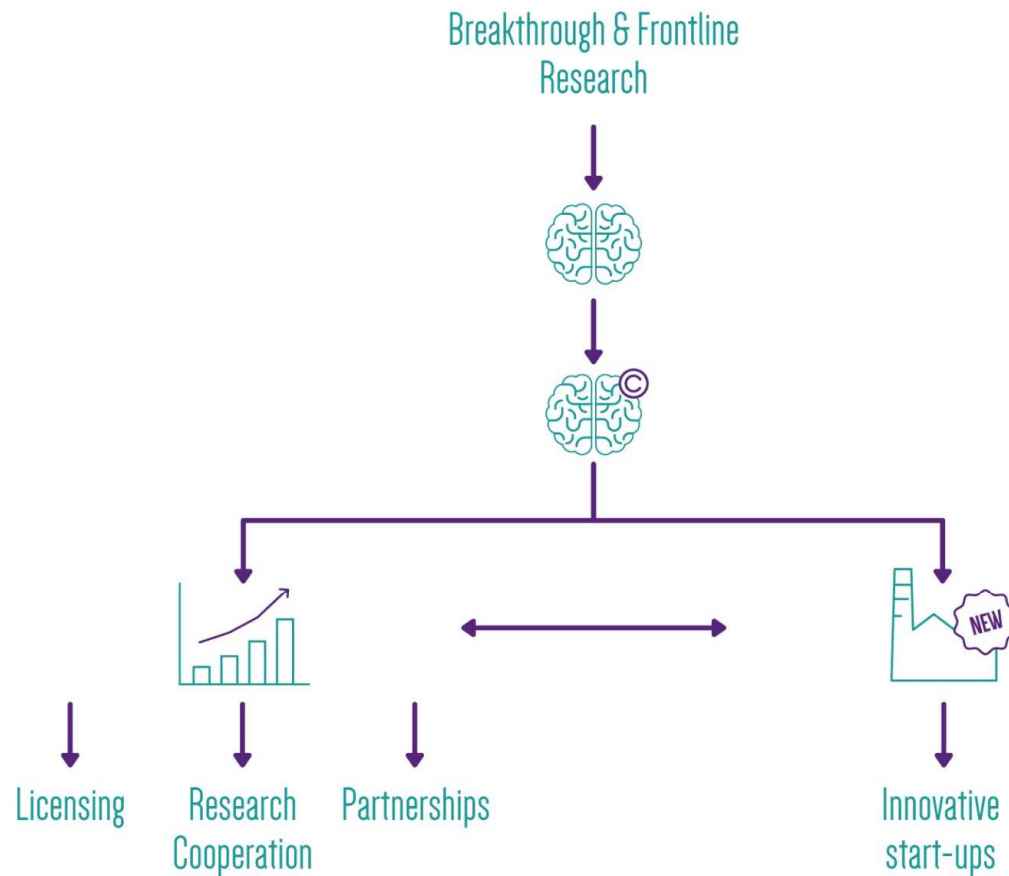 Breakthrough & Frontline
Research
©
NEW
Licensing
Research
Cooperation
Partnerships
Innovative
start-ups